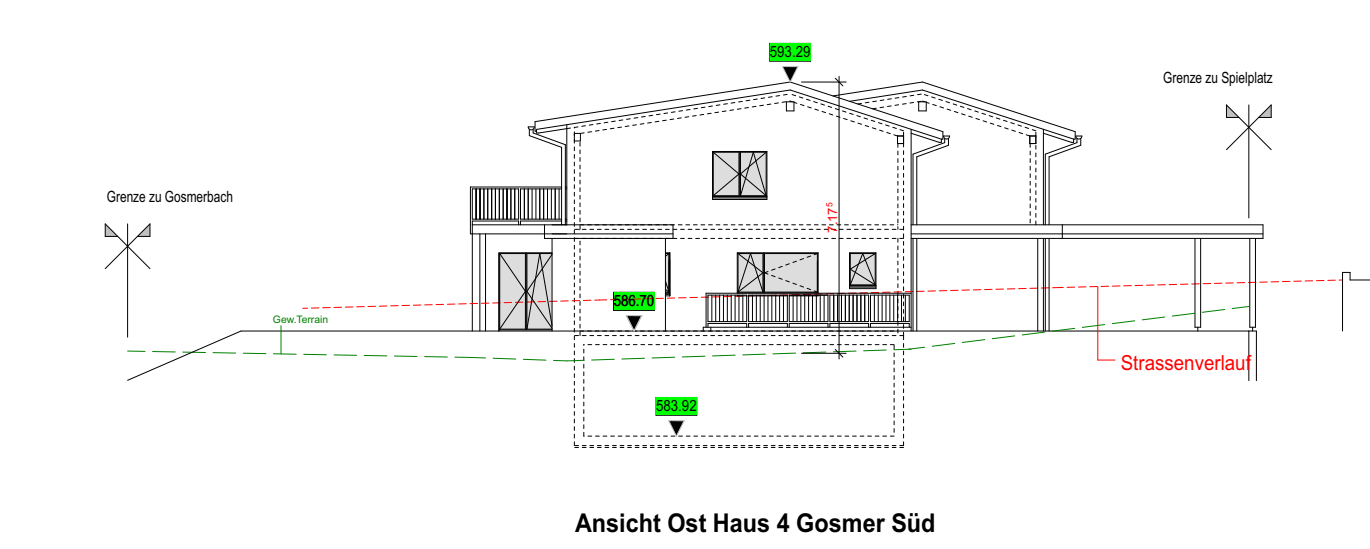 593.29
Grenze zu Spielplatz
Grenze zu Gosmerbach
7.17⁵
586.70
Gew.Terrain
Strassenverlauf
583.92
Ansicht Ost Haus 4 Gosmer Süd